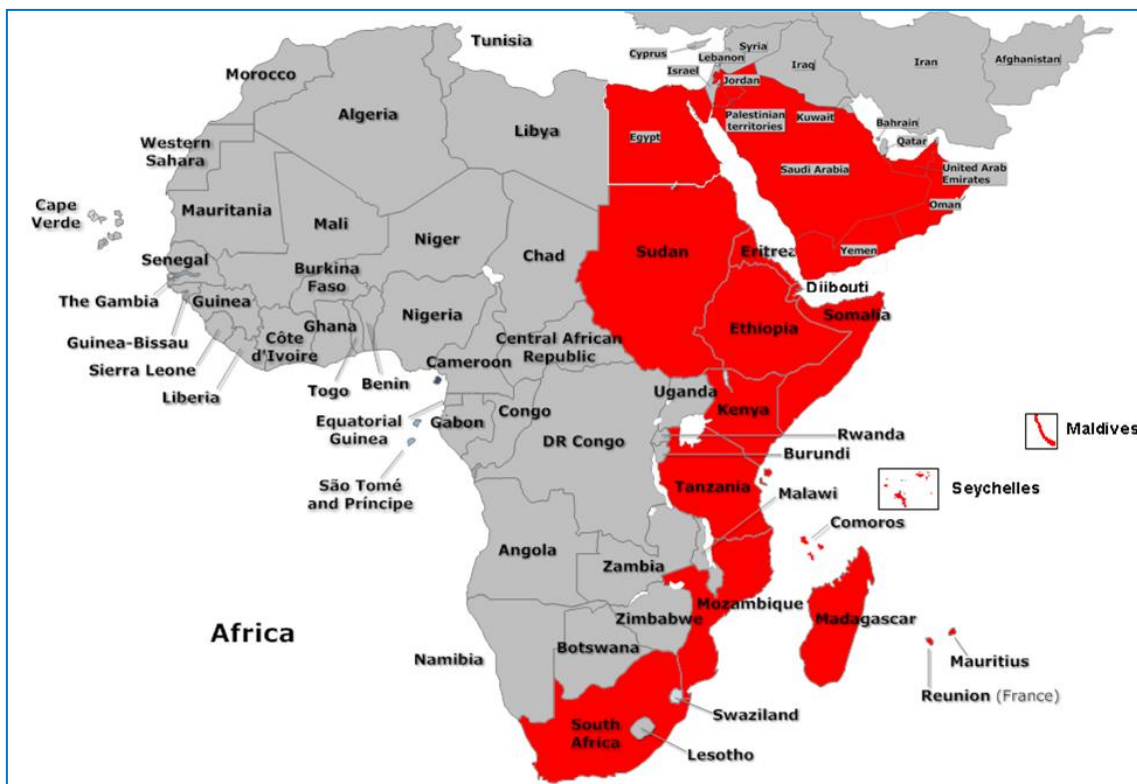 Tunisia
Morocco
Algeria
Libya
Western
Sahara
Egypt
Cyprus
Syria
Lebanon
Israel
Jordan
Iraq
Iran
Afghanistan
Palestinian
territories
Kuwait
Bahrain
Qatar
Saudi Arabia
United Arab
Emirates
Oman
Yemen
Cape
Verde
Mauritania
Mali
Niger
Chad
Sudan
Eritrea
Senegal
The Gambia
Guinea
Guinea-Bissau
Sierra Leone
Liberia
Burkina
Faso
Côte
d'Ivoire
Ghana
Togo
Benin
Nigeria
Cameroon
Central African
Republic
Djibouti
Somalia
Ethiopia
Equatorial
Guinea
Gabon
Congo
DR Congo
Uganda
Kenya
Rwanda
Burundi
Tanzania
São Tomé
and Príncipe
Malawi
Maldives
Seychelles
Comoros
Angola
Zambia
Mozambique
Madagascar
Zimbabwe
Botswana
Namibia
Africa
Mauritius
Reunion (France)
Swaziland
South
Africa
Lesotho